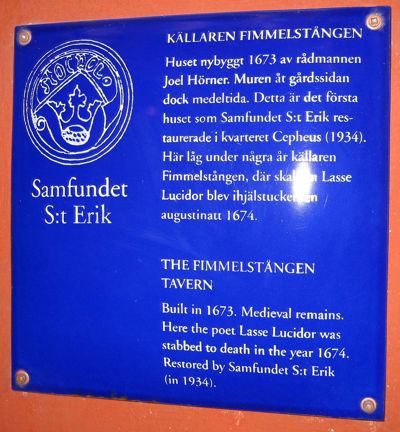 Samfundet
S:t Erik
KÄLLAREN FIMMELSTÅNGEN
Huset nybyggt 1673 av rådmannen
Joel Hörner. Muren åt gårdssidan
dock medeltida. Detta är det första
huset som Samfundet S:t Erik res-
taurerade i kvarteret Cepheus (1934).
Här låg under några år källaren
Fimmelstången, där Lasse
Lucidor blev ihjälstucken en
augustinatt 1674.
THE FIMMELSTÅNGEN
TAVERN
Built in 1673. Medieval remains.
Here the poet Lasse Lucidor was
stabbed to death in the year 1674.
Restored by Samfundet S:t Erik
(in 1934).